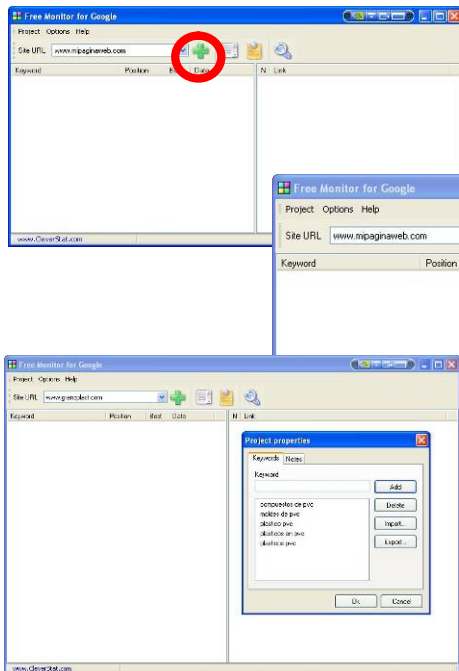 Free Monitor for Google
Project Options Help
Site URL www.mipaginaweb.com
Keyword Position Date N Link
www.CleverStat.com
Free Monitor for Google
Project Options Help
Site URL www.mipaginaweb.com
Keyword Position
Free Monitor for Google
Project Options Help
Site URL
Keyword Position Best Date N Link
Project properties
Keywords Notes
Keyword
Add
compuestos de pvc Delete
moldes de pvc
plastico pvc Import...
plasticos en pvc
plasticos pvc Export...
Ok Cancel
www.CleverStat.com